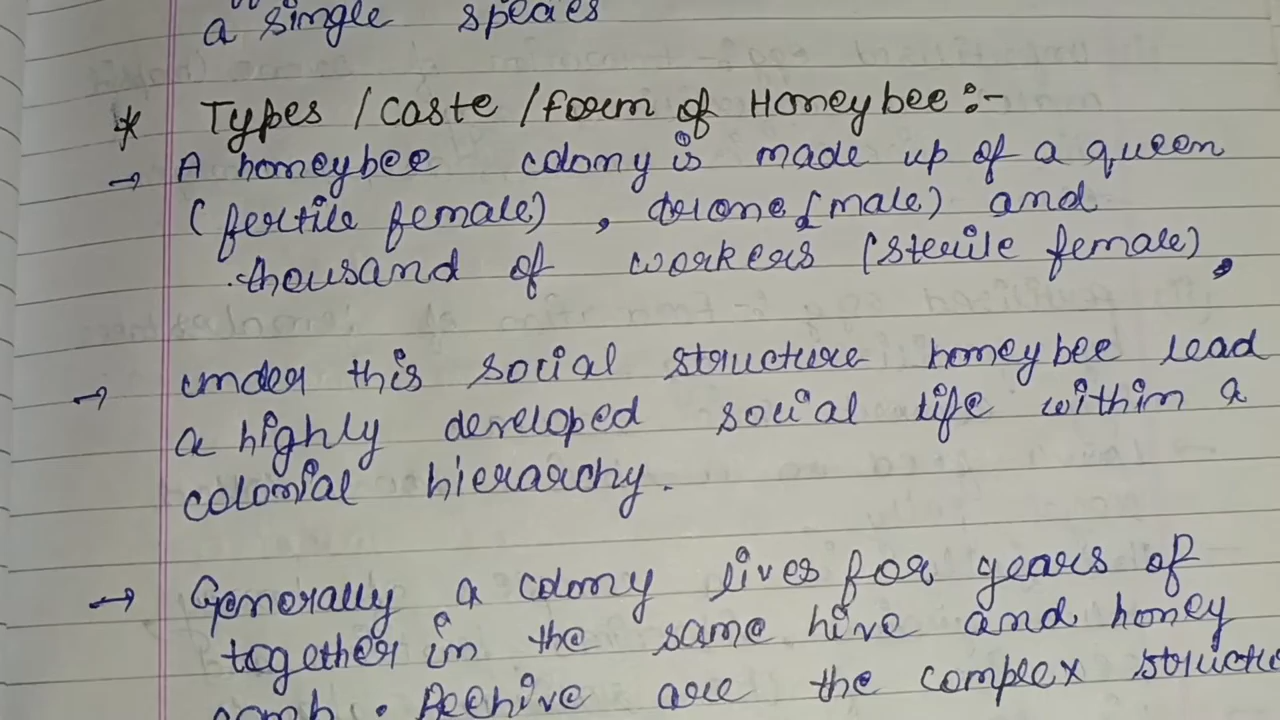 a single species
* Types / Caste / form of Honeybee :-
→ A honeybee colony is made up of a queen
(fertile female) , drone (male) and
thousand of workers (sterile female) .
→ under this social structure honeybee lead
a highly developed social life within a
colonial hierarchy.
→ Generally a colony lives for years of
together in the same hive and honey
comb . Beehive are the complex structure